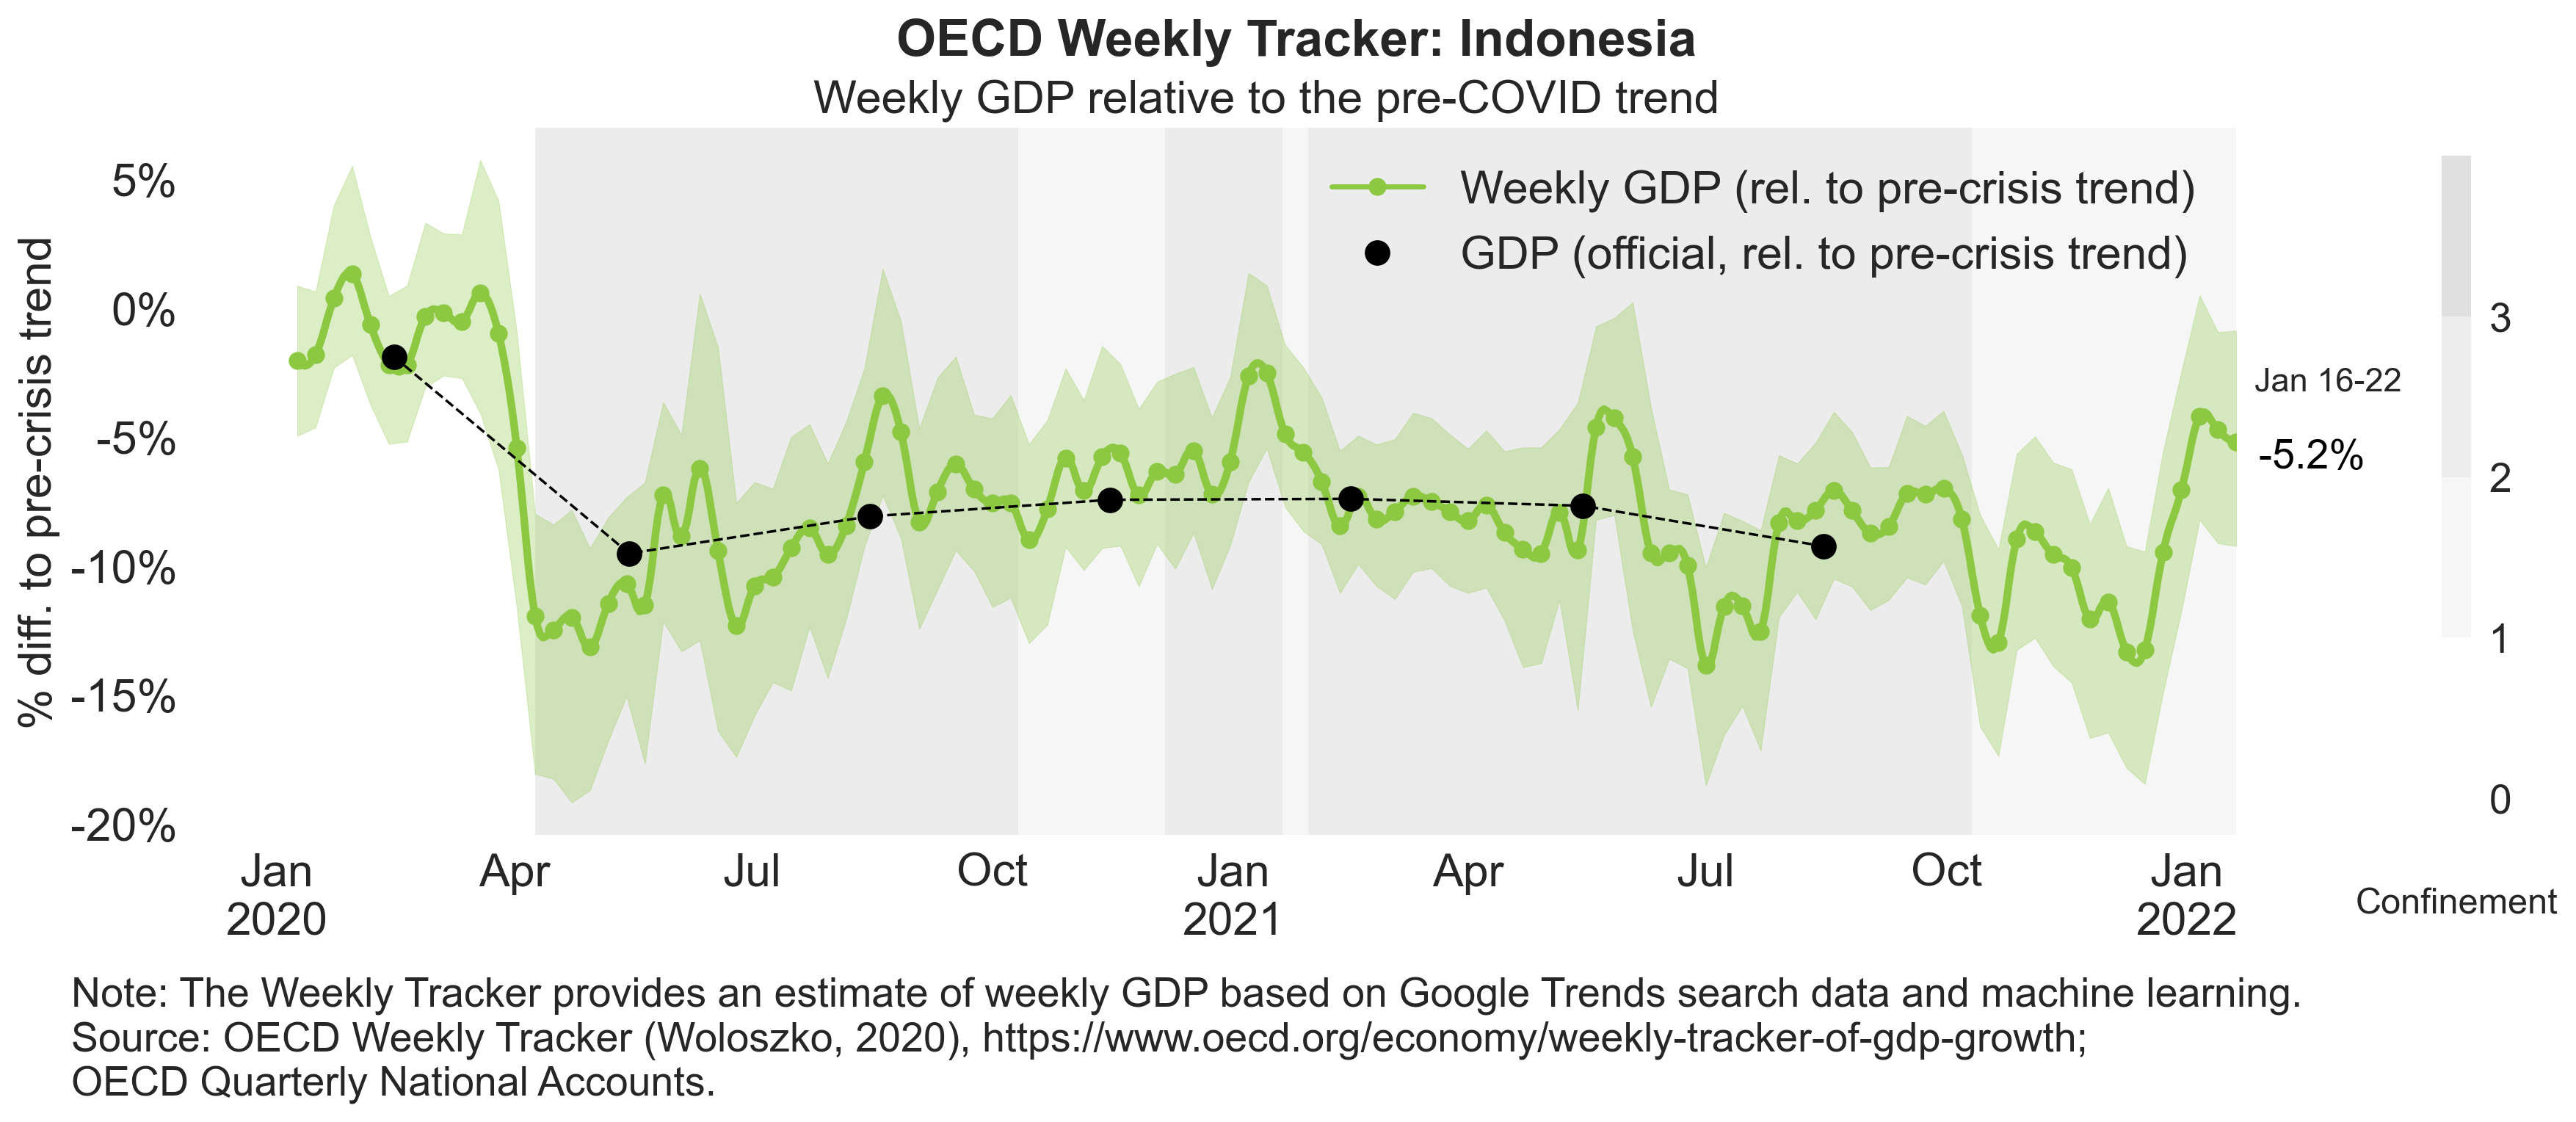 OECD Weekly Tracker: Indonesia
Weekly GDP relative to the pre-COVID trend
% diff. to pre-crisis trend
5%
0%
-5%
-10%
-15%
-20%
Weekly GDP (rel. to pre-crisis trend)
GDP (official, rel. to pre-crisis trend)
Jan 16-22
-5.2%
3
2
1
0
Confinement
Jan Apr Jul Oct Jan Apr Jul Oct Jan
2020 2021 2022
Note: The Weekly Tracker provides an estimate of weekly GDP based on Google Trends search data and machine learning.
Source: OECD Weekly Tracker (Woloszko, 2020), https://www.oecd.org/economy/weekly-tracker-of-gdp-growth;
OECD Quarterly National Accounts.